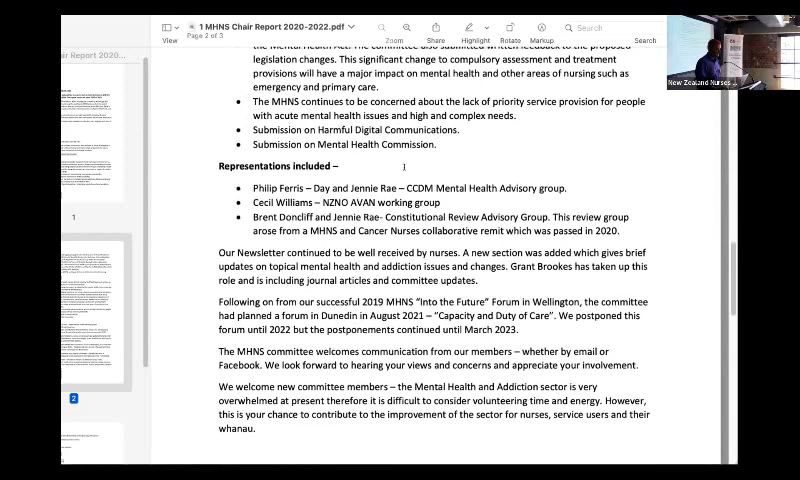 1 MHNS Chair Report 2020-2022.pdf
Page 2 of 3
View
Zoom
Share
Highlight
Rotate
Markup
Search
Search
air Report 2020...
1
2
New Zealand Nurses ...
the Mental Health Act. The committee also submitted written feedback to the proposed
legislation changes. This significant change to compulsory assessment and treatment
provisions will have a major impact on mental health and other areas of nursing such as
emergency and primary care.
• The MHNS continues to be concerned about the lack of priority service provision for people
with acute mental health issues and high and complex needs.
• Submission on Harmful Digital Communications.
• Submission on Mental Health Commission.
Representations included –
• Philip Ferris – Day and Jennie Rae – CCDM Mental Health Advisory group.
• Cecil Williams – NZNO AVAN working group
• Brent Doncliff and Jennie Rae- Constitutional Review Advisory Group. This review group
arose from a MHNS and Cancer Nurses collaborative remit which was passed in 2020.
Our Newsletter continued to be well received by nurses. A new section was added which gives brief
updates on topical mental health and addiction issues and changes. Grant Brookes has taken up this
role and is including journal articles and committee updates.
Following on from our successful 2019 MHNS “Into the Future” Forum in Wellington, the committee
had planned a forum in Dunedin in August 2021 – “Capacity and Duty of Care”. We postponed this
forum until 2022 but the postponements continued until March 2023.
The MHNS committee welcomes communication from our members – whether by email or
Facebook. We look forward to hearing your views and concerns and appreciate your involvement.
We welcome new committee members – the Mental Health and Addiction sector is very
overwhelmed at present therefore it is difficult to consider volunteering time and energy. However,
this is your chance to contribute to the improvement of the sector for nurses, service users and their
whanau.